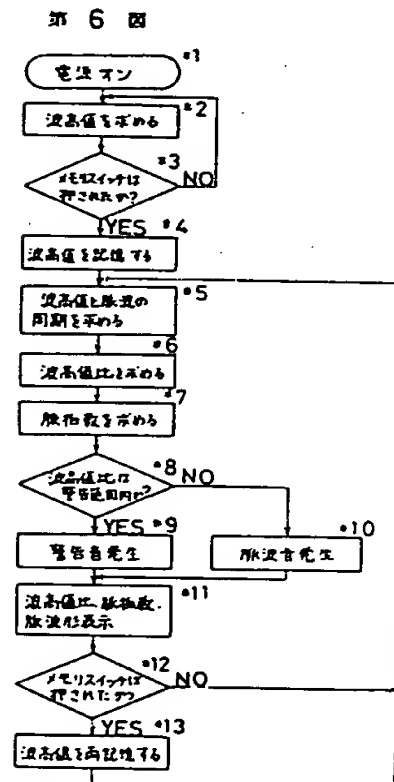 第 6 図
*1
電源オン
*2
波高値を求める
*3
メモリスイッチは
押されたか?
NO
YES *4
波高値を記憶する
*5
波高値と脈波の
周期を求める
*6
波高値比を求める
*7
脈拍数を求める
*8
波高値比は
警告範囲内か?
NO
YES *9
警告音発生
*10
脈波音発生
*11
波高値比、脈拍数、
脈波形表示
*12
メモリスイッチは
押されたか?
NO
YES *13
波高値を再記憶する